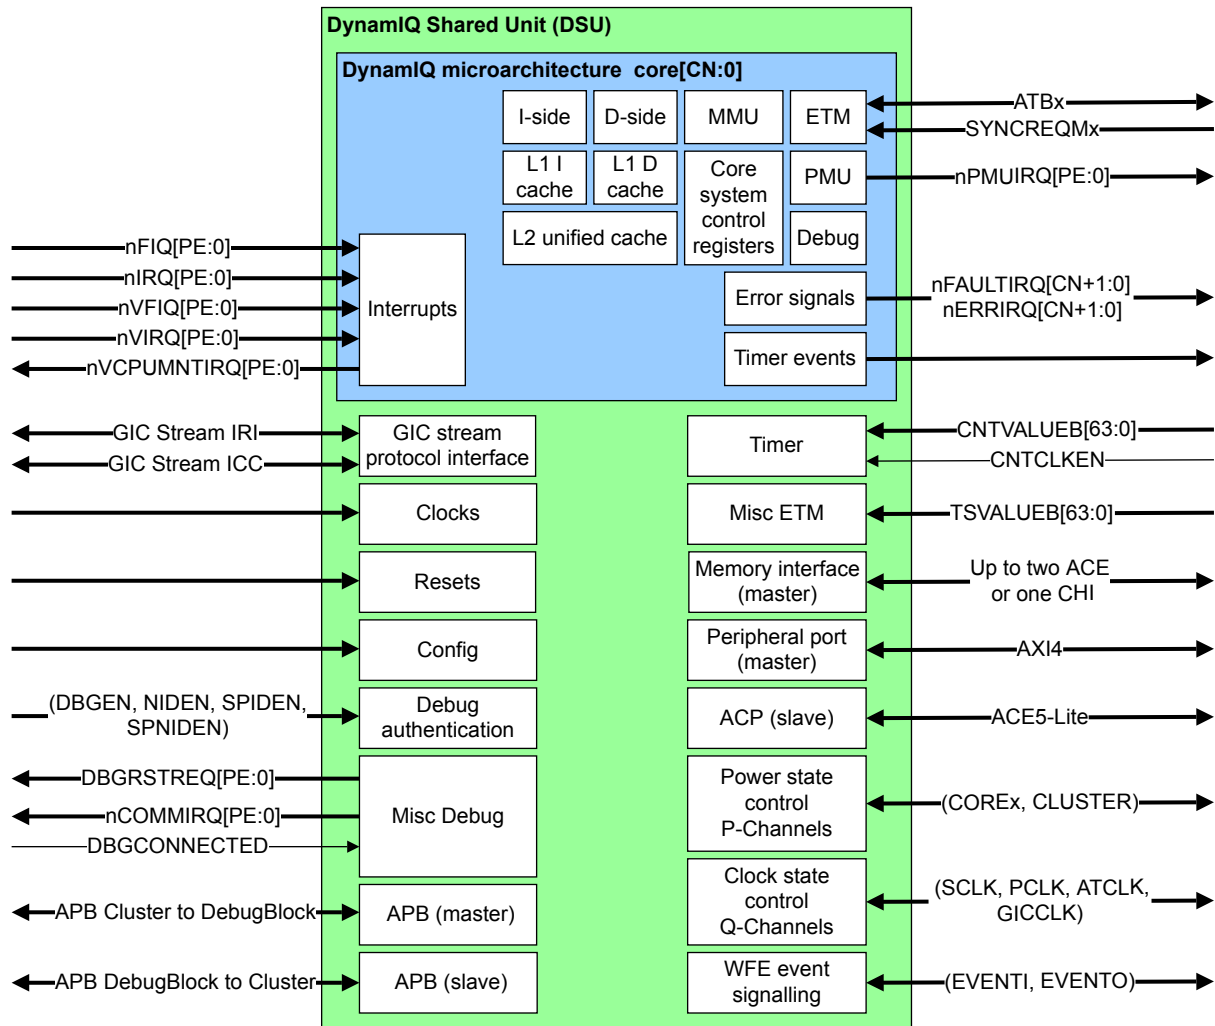 DynamIQ Shared Unit (DSU)
DynamIQ microarchitecture core[CN:0]
I-side
D-side
MMU
ETM
ATBx
SYNCREQMx
L1 I
cache
L1 D
cache
Core
system
control
registers
PMU
nPMUIRQ[PE:0]
L2 unified cache
Debug
nFIQ[PE:0]
nIRQ[PE:0]
nVFIQ[PE:0]
nVIRQ[PE:0]
nVCPUMNTIRQ[PE:0]
Interrupts
Error signals
nFAULTIRQ[CN+1:0]
nERRIRQ[CN+1:0]
Timer events
GIC Stream IRI
GIC Stream ICC
GIC stream
protocol interface
Timer
CNTVALUEB[63:0]
CNTCLKEN
Clocks
Misc ETM
TSVALUEB[63:0]
Resets
Memory interface
(master)
Up to two ACE
or one CHI
Config
Peripheral port
(master)
AXI4
(DBGEN, NIDEN, SPIDEN,
SPNIDEN)
Debug
authentication
ACP (slave)
ACE5-Lite
DBGRSTREQ[PE:0]
nCOMMIRQ[PE:0]
DBGCONNECTED
Misc Debug
Power state
control
P-Channels
(COREx, CLUSTER)
APB Cluster to DebugBlock
APB (master)
Clock state
control
Q-Channels
(SCLK, PCLK, ATCLK,
GICCLK)
APB DebugBlock to Cluster
APB (slave)
WFE event
signalling
(EVENTI, EVENTO)